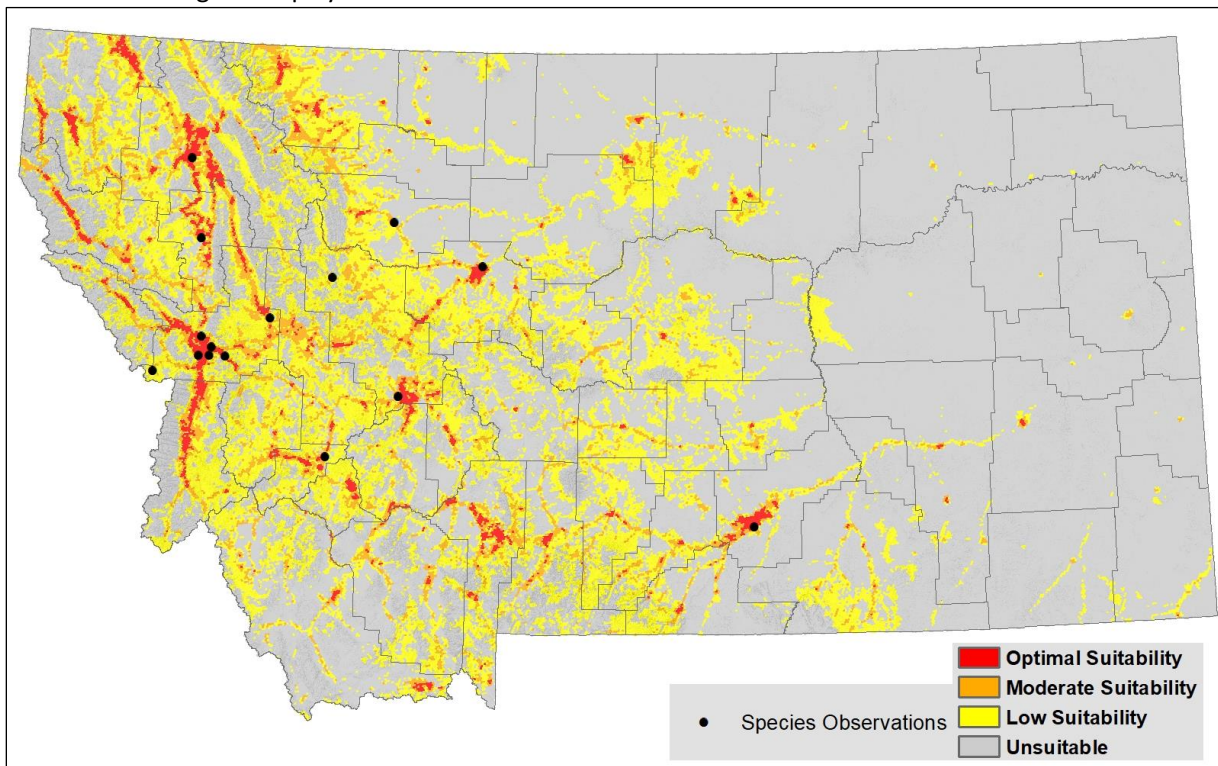 Optimal Suitability
Moderate Suitability
Species Observations
Low Suitability
Unsuitable